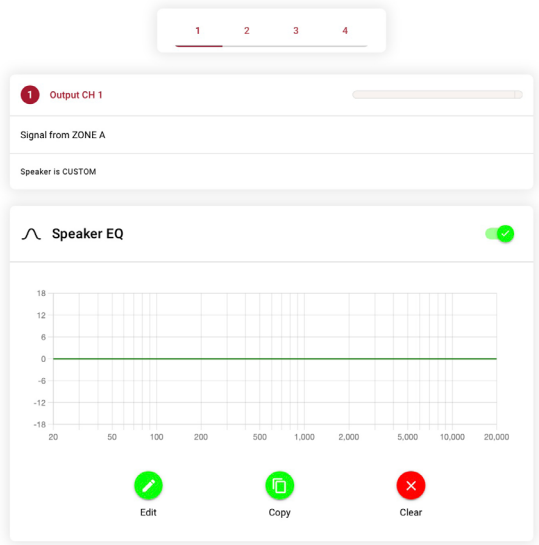 1 2 3 4
1 Output CH 1
Signal from ZONE A
Speaker is CUSTOM
Speaker EQ
18
12
6
0
-6
-12
-18
20 50 100 200 500 1,000 2,000 5,000 10,000 20,000
Edit Copy Clear